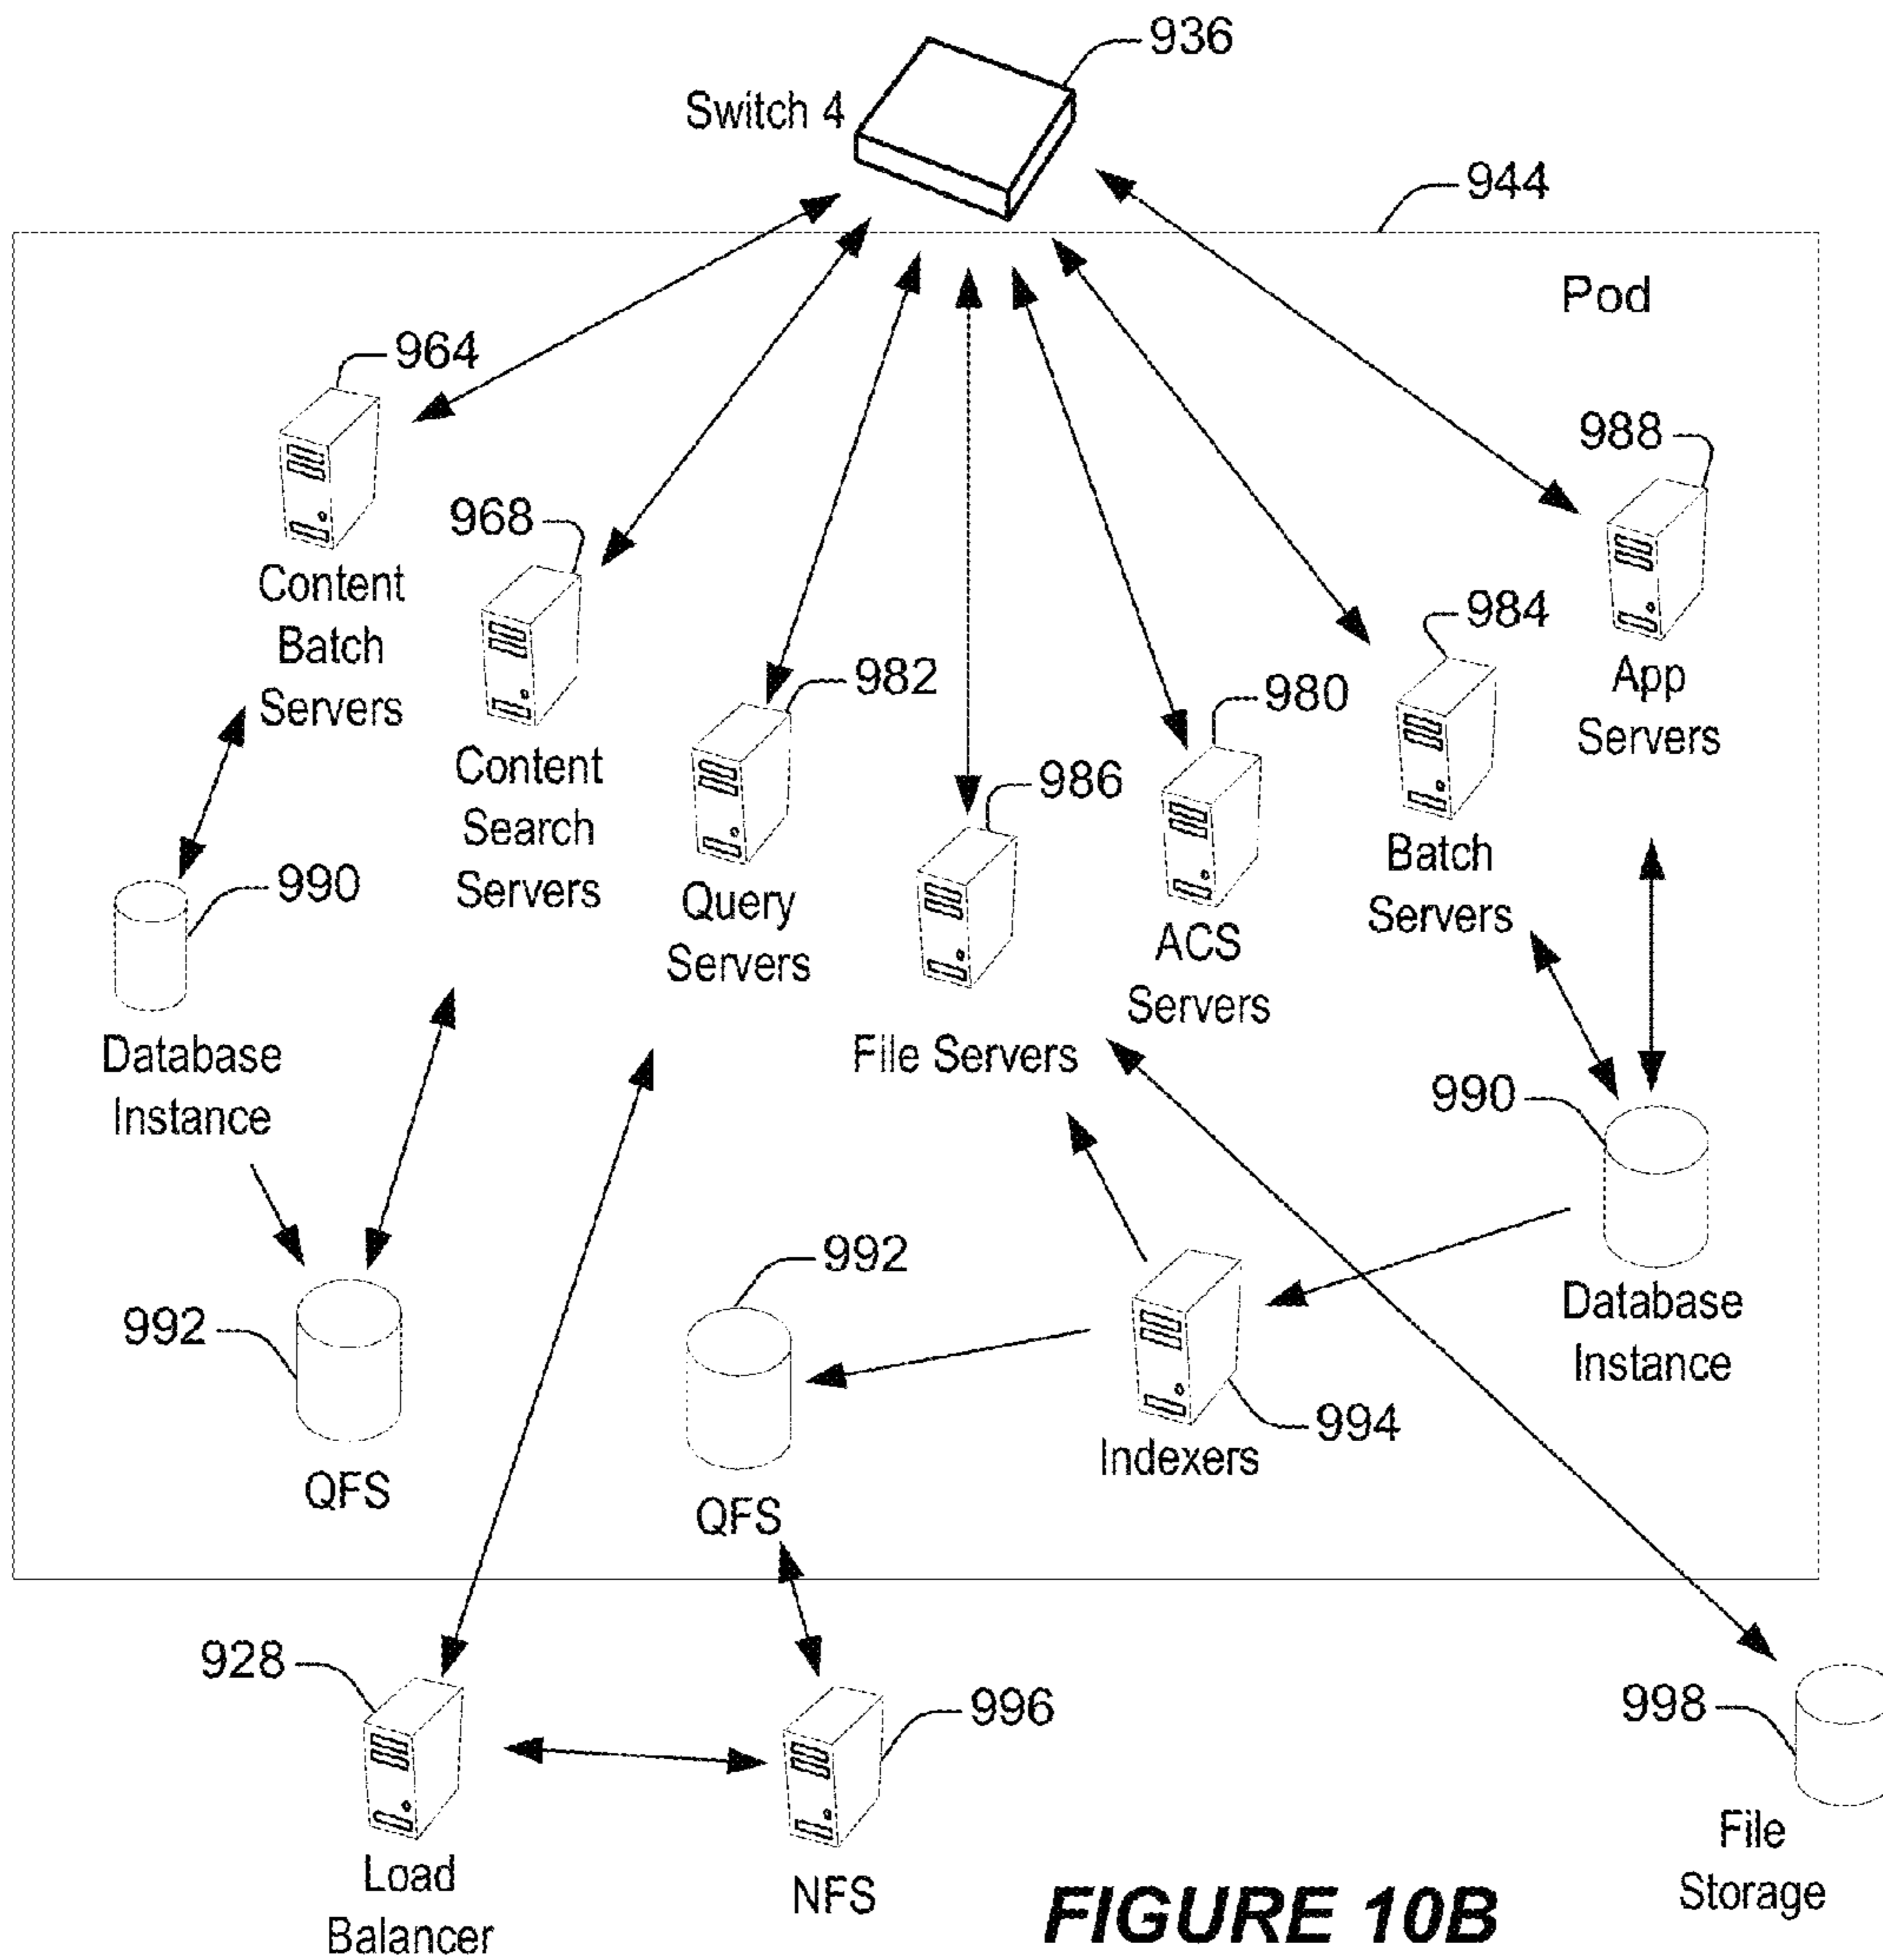 936
Switch 4
944
Pod
964
988
968
Content
Batch
Servers
984
982
980
App
Servers
Content
Search
Servers
986
990
Batch
Servers
Query
Servers
ACS
Servers
Database
Instance
File Servers
990
992
992
Database
Instance
994
Indexers
QFS
QFS
928
996
998
Load
Balancer
NFS
File
Storage
FIGURE 10B